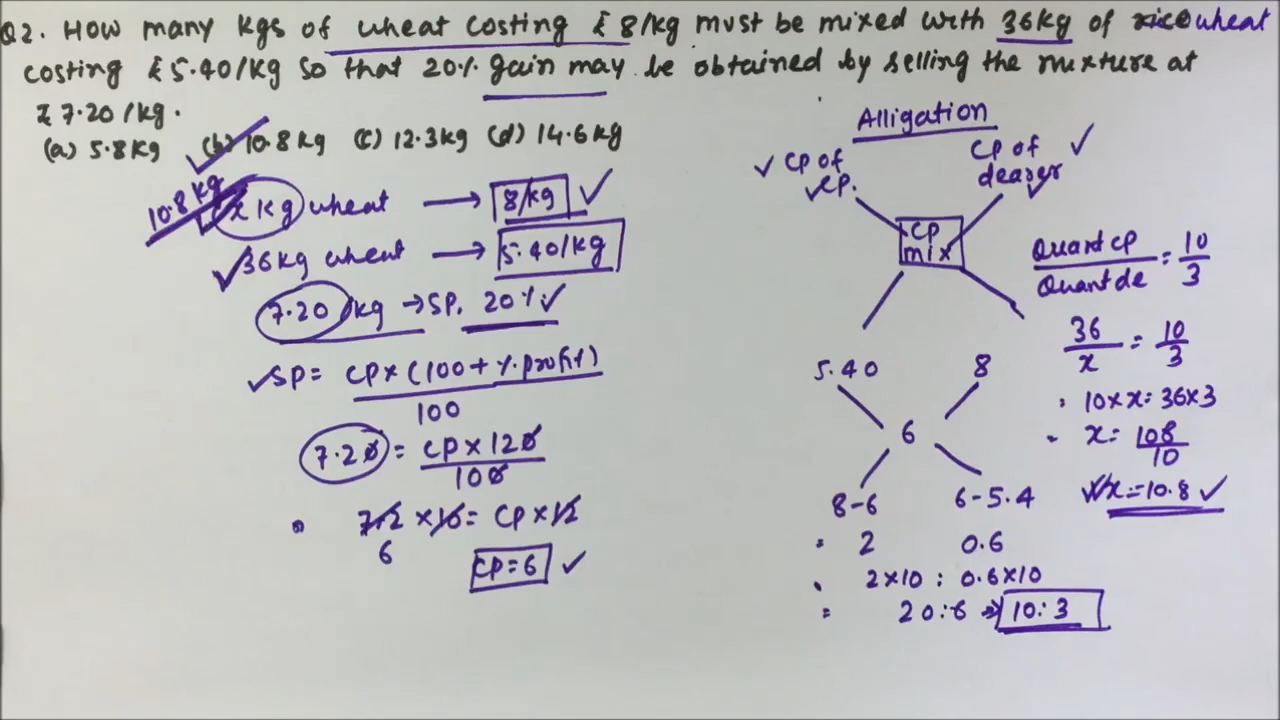 Q2. How many kgs of wheat costing ₹ 8/kg must be mixed with 36kg of rice wheat
costing ₹ 5.40/kg so that 20% gain may be obtained by selling the mixture at
₹ 7.20/kg.
(a) 5.8kg (b) 10.8kg (c) 12.3kg (d) 14.6kg
10.8 kg
x kg wheat → 8/kg
36kg wheat → 5.40/kg
7.20/kg → SP. 20%
SP = CP × (100 + %.profit)
100
7.20 = CP × 120
100
7.2 × 10 = CP × 12
6
CP = 6
Alligation
CP of
CP.
CP of
dearer
CP
mix
5.40 8
6
8-6 6-5.4
= 2 0.6
2×10 : 0.6×10
= 20:6 → 10:3
Quant CP = 10
Quant de 3
36 = 10
x 3
10 × x = 36×3
x = 108
10
x = 10.8